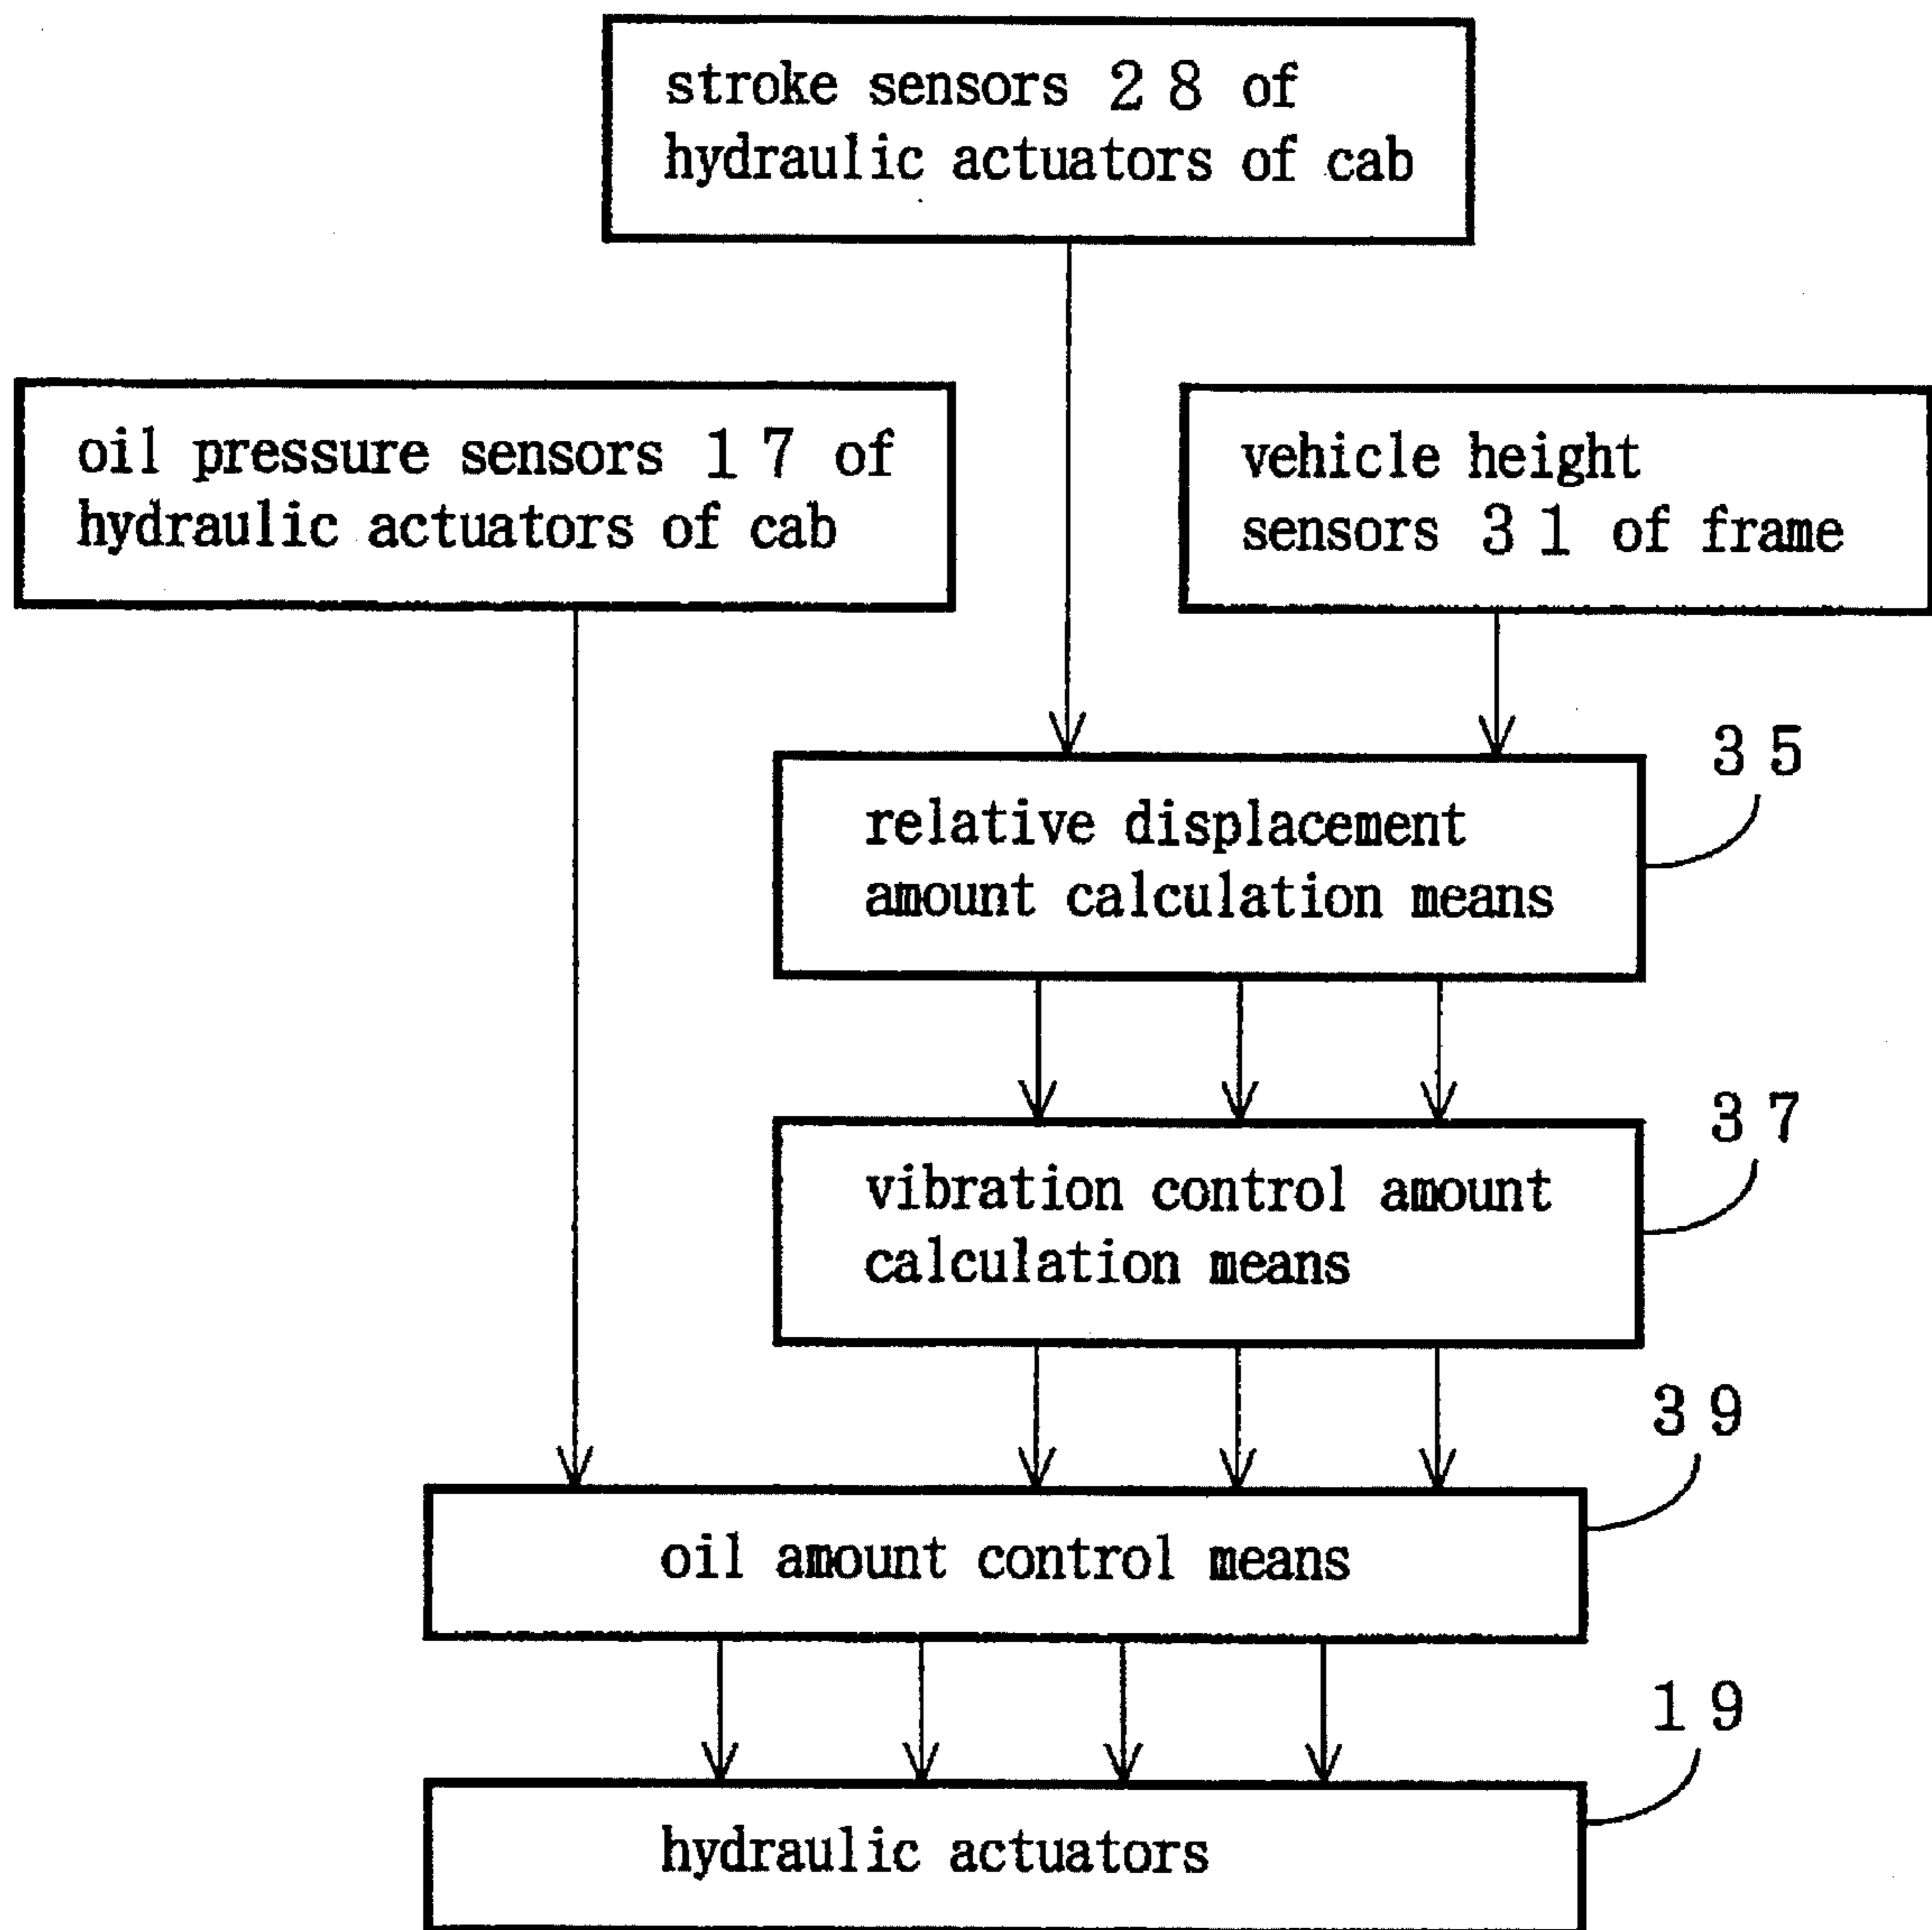 stroke sensors 28 of
hydraulic actuators of cab
oil pressure sensors 17 of
hydraulic actuators of cab
vehicle height
sensors 31 of frame
35
relative displacement
amount calculation means
37
vibration control amount
calculation means
39
oil amount control means
19
hydraulic actuators